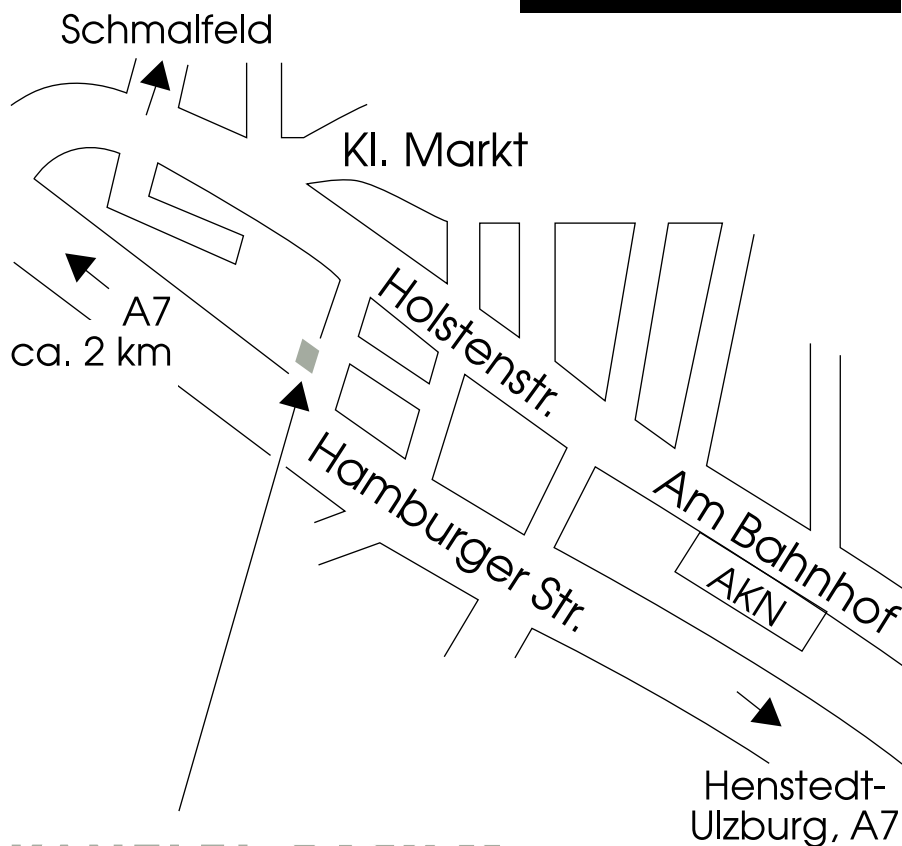 Schmalfeld
Kl. Markt
A7
ca. 2 km
Holstenstr.
Hamburger Str.
Am Bahnhof
AKN
Henstedt-
Ulzburg, A7